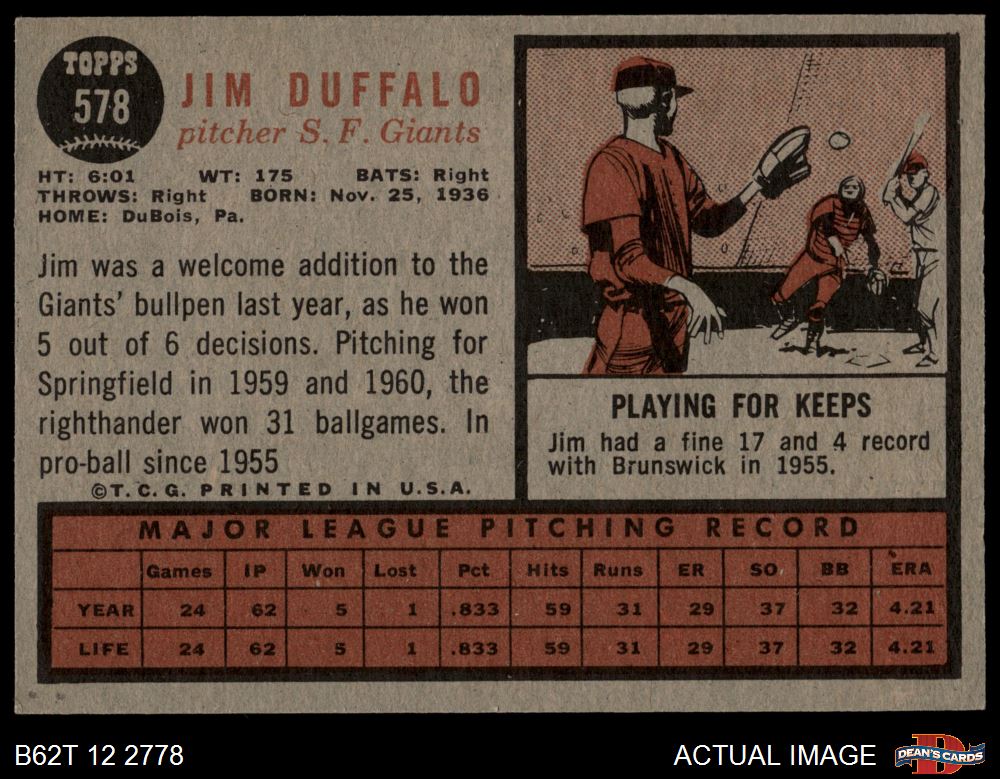 TOPPS
578
JIM DUFFALO
pitcher S. F. Giants
HT: 6:01 WT: 175 BATS: Right
THROWS: Right BORN: Nov. 25, 1936
HOME: DuBois, Pa.
Jim was a welcome addition to the
Giants' bullpen last year, as he won
5 out of 6 decisions. Pitching for
Springfield in 1959 and 1960, the
righthander won 31 ballgames. In
pro-ball since 1955
©T.C.G. PRINTED IN U.S.A.
PLAYING FOR KEEPS
Jim had a fine 17 and 4 record
with Brunswick in 1955.
MAJOR LEAGUE PITCHING RECORD
Games IP Won Lost Pct Hits Runs ER SO BB ERA
YEAR 24 62 5 1 .833 59 31 29 37 32 4.21
LIFE 24 62 5 1 .833 59 31 29 37 32 4.21
B62T 12 2778
ACTUAL IMAGE
D
DEAN'S CARDS